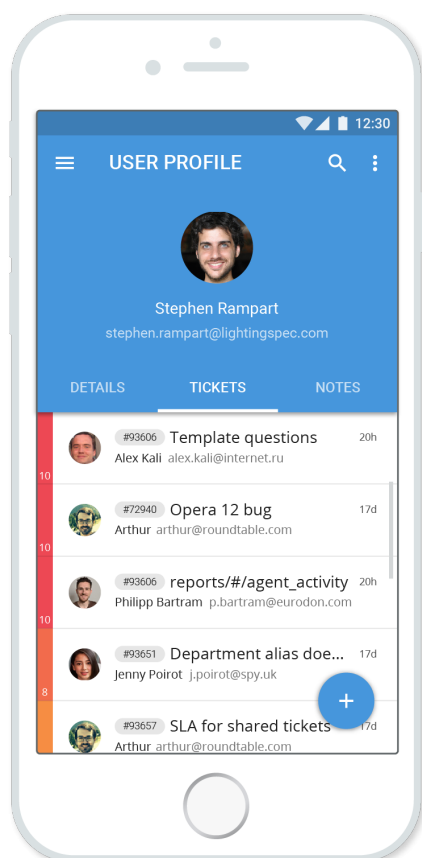 12:30
USER PROFILE
Stephen Rampart
stephen.rampart@lightingspec.com
DETAILS TICKETS NOTES
#93606 Template questions 20h
Alex Kali alex.kali@internet.ru
10
#72940 Opera 12 bug 17d
Arthur arthur@roundtable.com
10
#93606 reports/#/agent_activity 20h
Philipp Bartram p.bartram@eurodon.com
10
#93651 Department alias doe... 17d
Jenny Poirot j.poirot@spy.uk
8
+
#93657 SLA for shared tickets 17d
Arthur arthur@roundtable.com